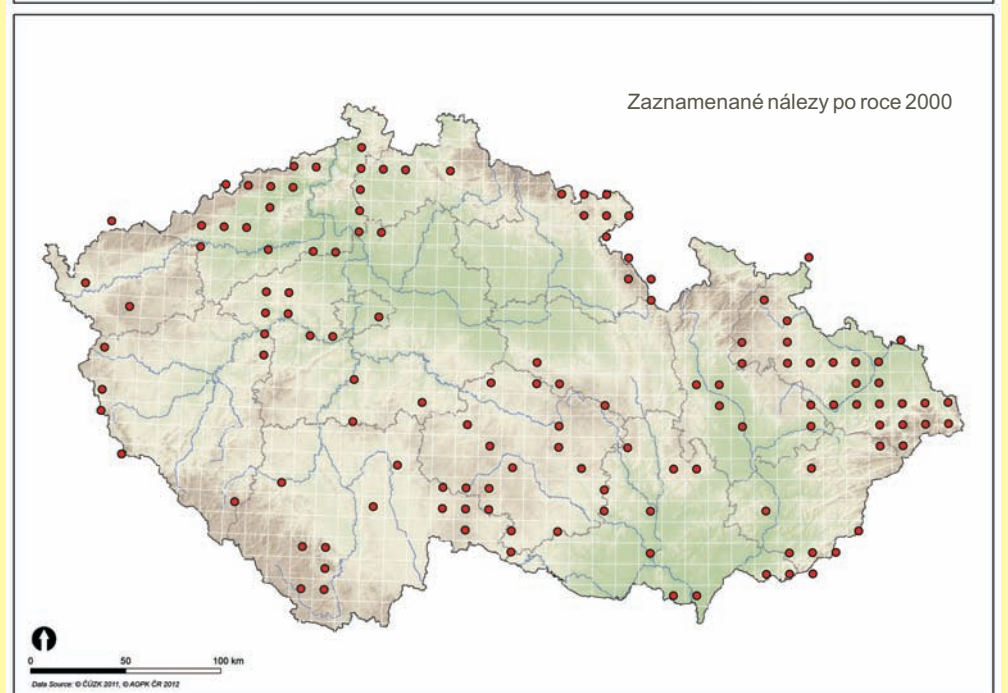 Zaznamenané nálezy po roce 2000
0 50 100 km
Data Source: © ČÚZK 2011, © AOPK ČR 2012